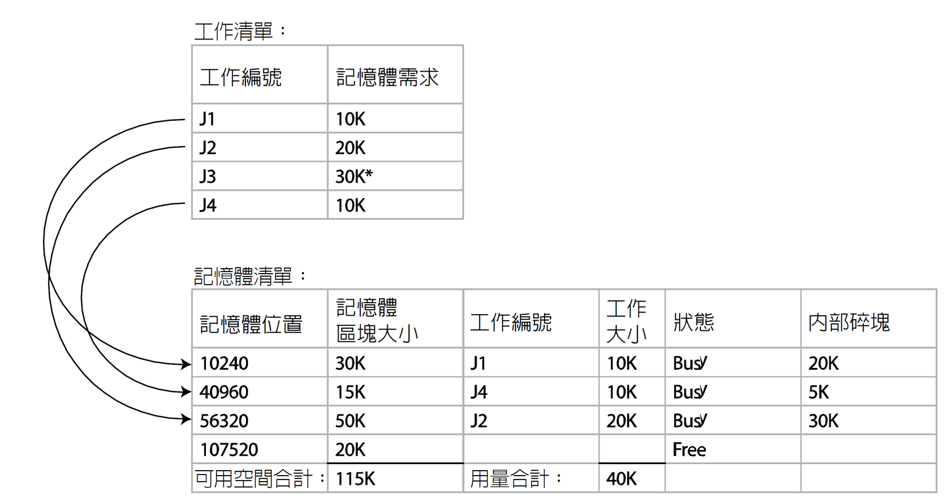 工作清單：
工作編號 記憶體需求
J1 10K
J2 20K
J3 30K*
J4 10K
記憶體清單：
記憶體位置 記憶體區塊大小 工作編號 工作大小 狀態 內部碎塊
10240 30K J1 10K Busy 20K
40960 15K J4 10K Busy 5K
56320 50K J2 20K Busy 30K
107520 20K Free
可用空間合計： 115K 用量合計： 40K